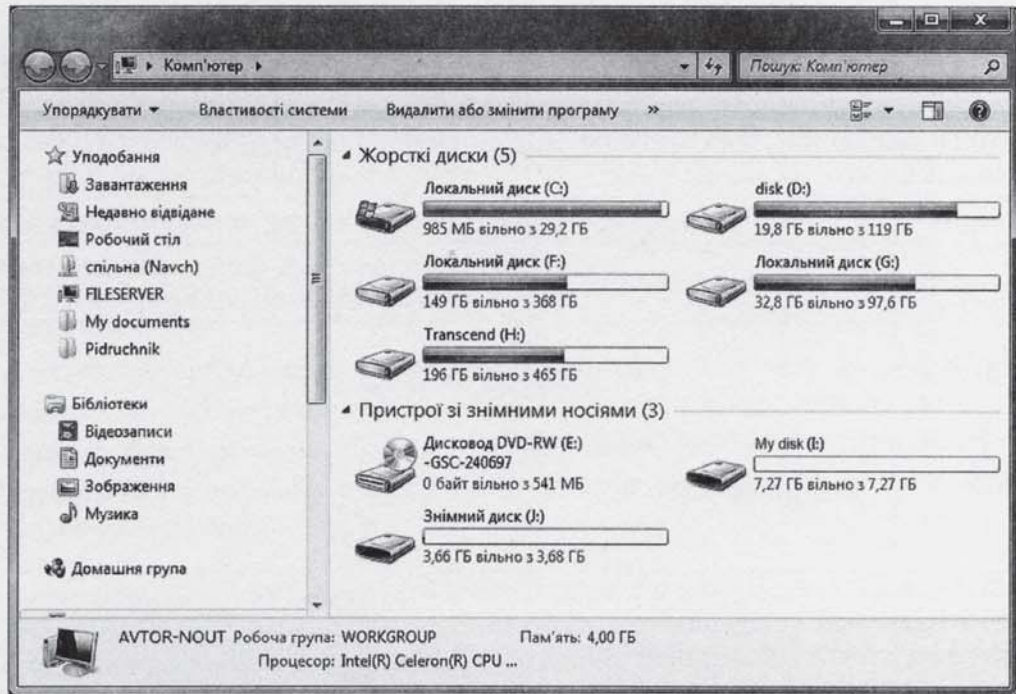 Комп'ютер
Пошук: Комп'ютер
Упорядкувати Властивості системи Видалити або змінити програму »
Уподобання
Завантаження
Недавно відвідане
Робочий стіл
спільна (Navch)
FILESERVER
My documents
Pidruchnik
Бібліотеки
Відеозаписи
Документи
Зображення
Музика
Домашня група
Жорсткі диски (5)
Локальний диск (C:)
985 МБ вільно з 29,2 ГБ
disk (D:)
19,8 ГБ вільно з 119 ГБ
Локальний диск (F:)
149 ГБ вільно з 368 ГБ
Локальний диск (G:)
32,8 ГБ вільно з 97,6 ГБ
Transcend (H:)
196 ГБ вільно з 465 ГБ
Пристрої зі знімними носіями (3)
Дисковод DVD-RW (E:)
-GSC-240697
0 байт вільно з 541 МБ
My disk (I:)
7,27 ГБ вільно з 7,27 ГБ
Знімний диск (J:)
3,66 ГБ вільно з 3,68 ГБ
AVTOR-NOUT Робоча група: WORKGROUP Пам'ять: 4,00 ГБ
Процесор: Intel(R) Celeron(R) CPU ...